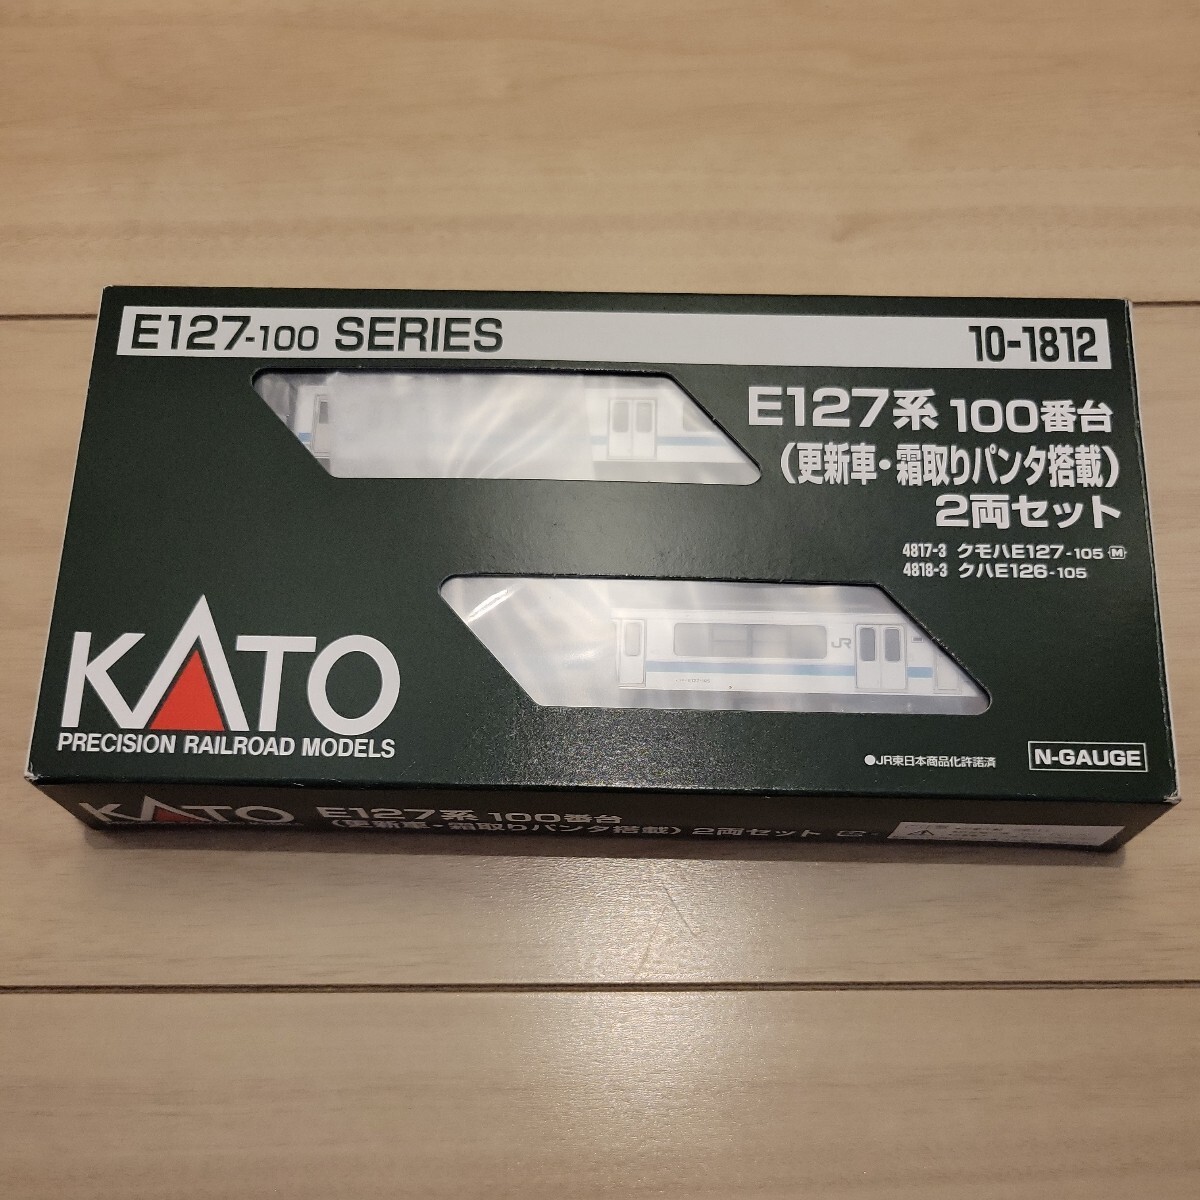 E127-100 SERIES
10-1812
E127系 100番台
(更新車・霜取りパンタ搭載)
2両セット
4817-3 クモハE127-105 M
4818-3 クハE126-105
JR
KATO
PRECISION RAILROAD MODELS
●JR東日本商品化許諾済
N-GAUGE
KATO
E127系 100番台
(更新車・霜取りパンタ搭載) 2両セット